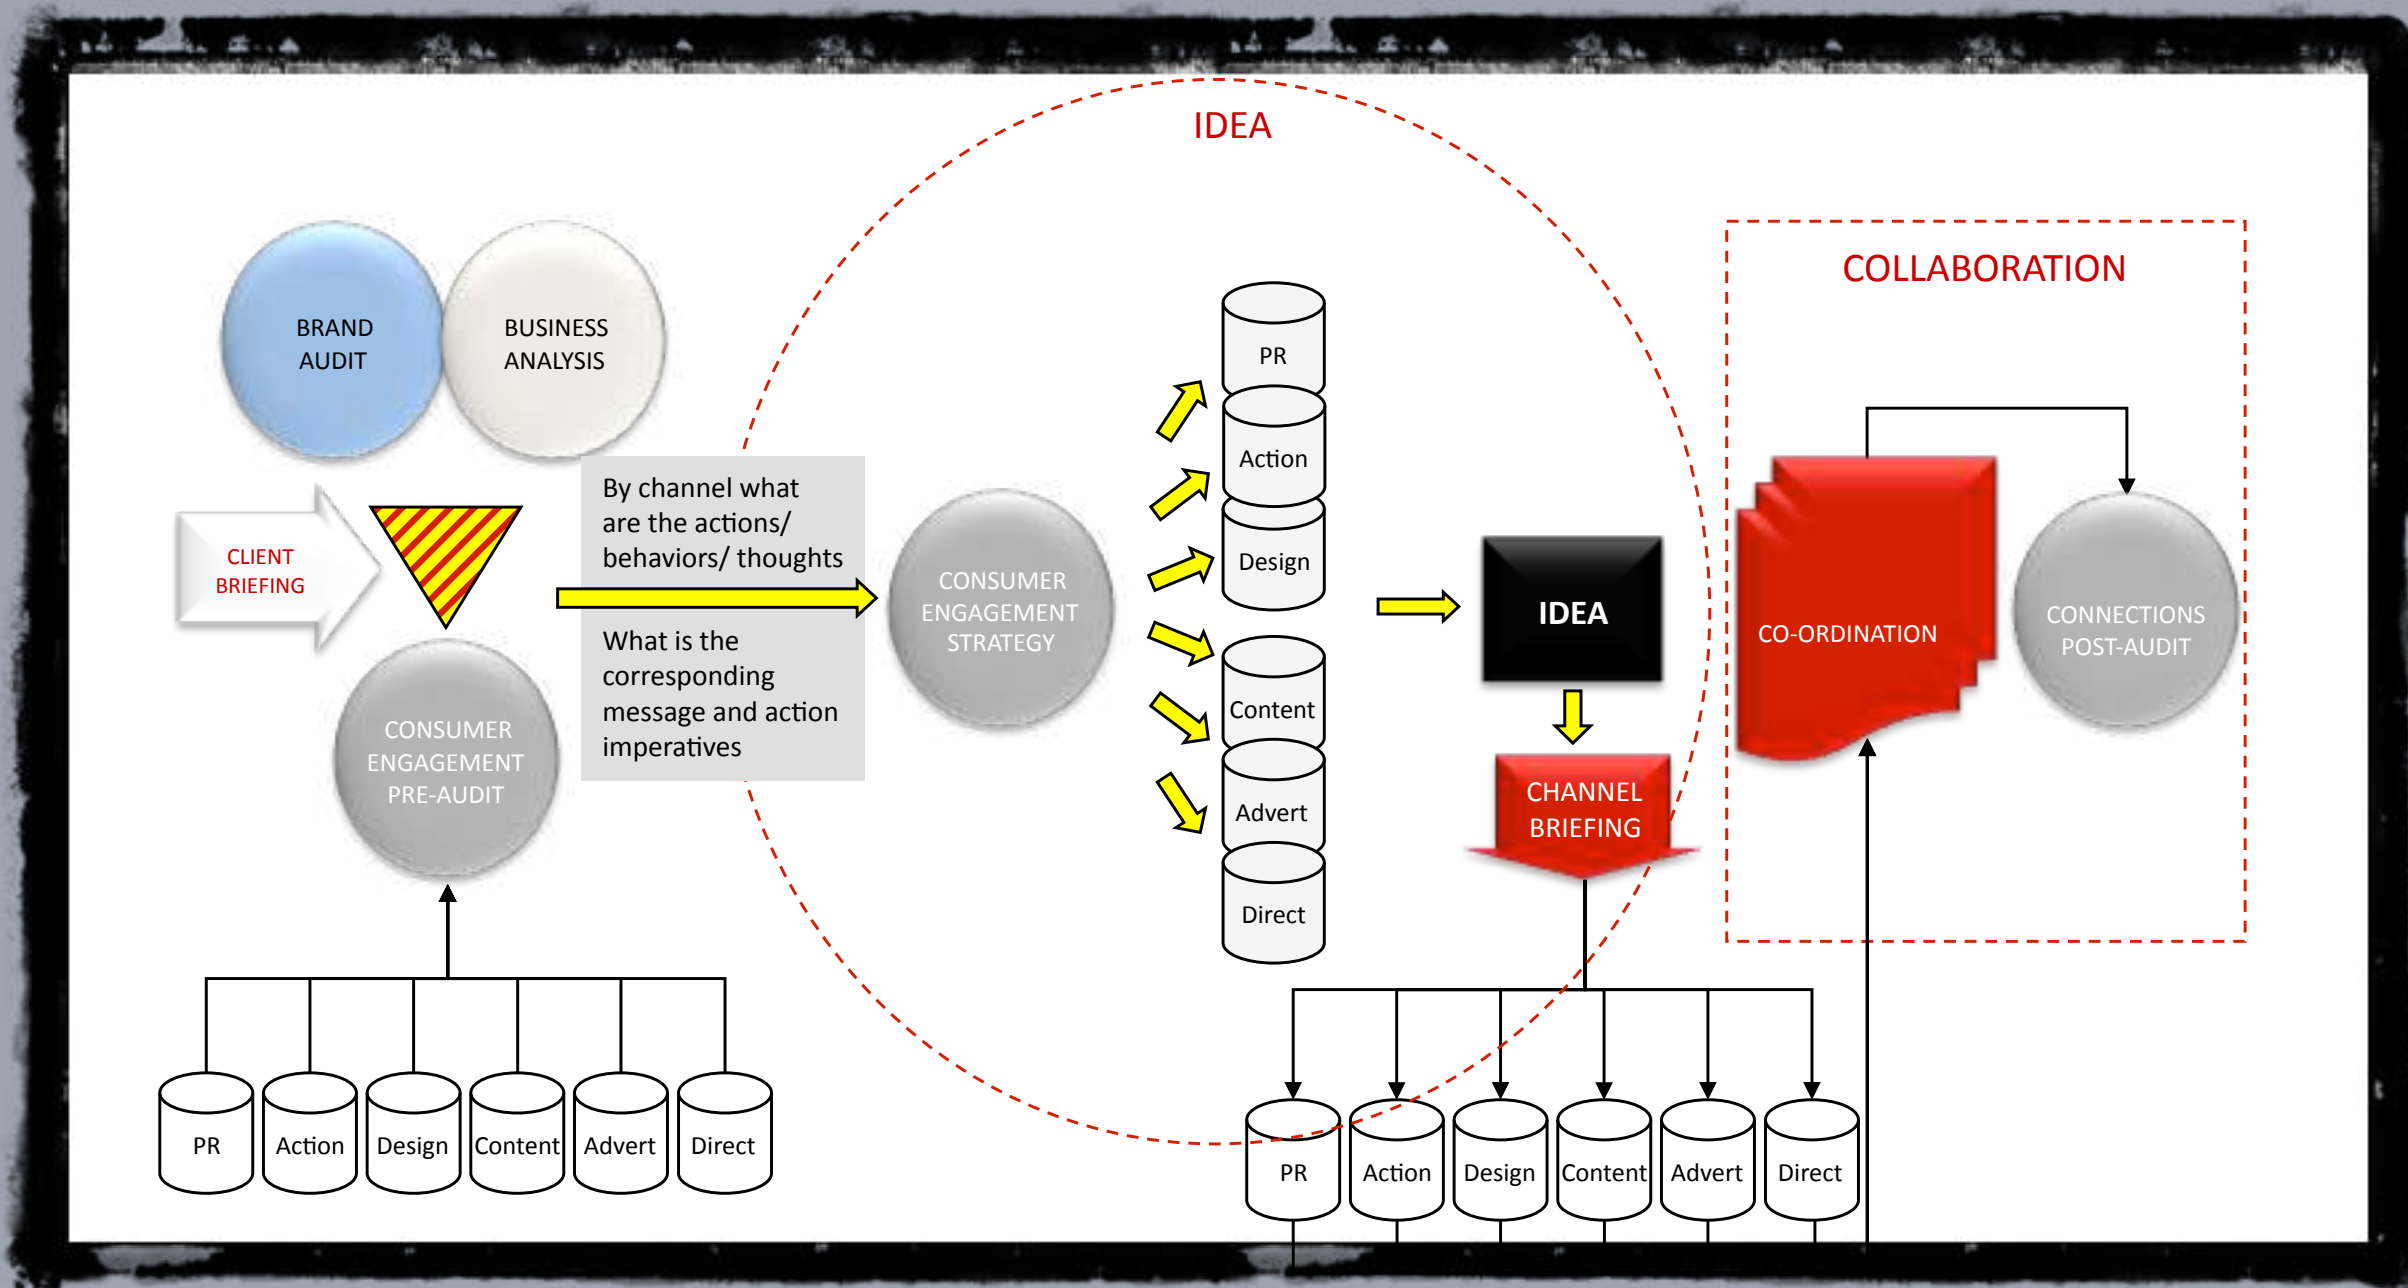 IDEA
COLLABORATION
BRAND
AUDIT
BUSINESS
ANALYSIS
CLIENT
BRIEFING
CONSUMER
ENGAGEMENT
PRE-AUDIT
By channel what
are the actions/
behaviors/ thoughts
What is the
corresponding
message and action
imperatives
CONSUMER
ENGAGEMENT
STRATEGY
PR
Action
Design
Content
Advert
Direct
IDEA
CHANNEL
BRIEFING
CO-ORDINATION
CONNECTIONS
POST-AUDIT
PR Action Design Content Advert Direct
PR Action Design Content Advert Direct